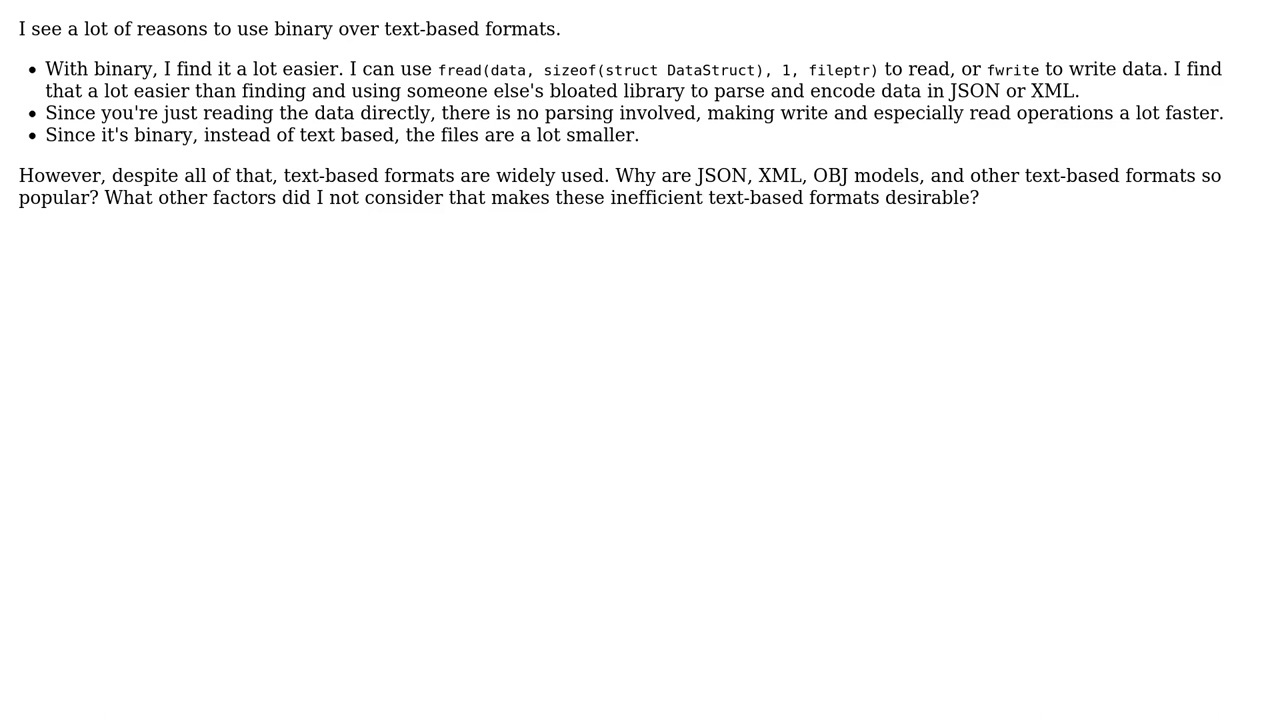 I see a lot of reasons to use binary over text-based formats.
• With binary, I find it a lot easier. I can use fread(data, sizeof(struct DataStruct), 1, fileptr) to read, or fwrite to write data. I find
that a lot easier than finding and using someone else's bloated library to parse and encode data in JSON or XML.
• Since you're just reading the data directly, there is no parsing involved, making write and especially read operations a lot faster.
• Since it's binary, instead of text based, the files are a lot smaller.
However, despite all of that, text-based formats are widely used. Why are JSON, XML, OBJ models, and other text-based formats so
popular? What other factors did I not consider that makes these inefficient text-based formats desirable?